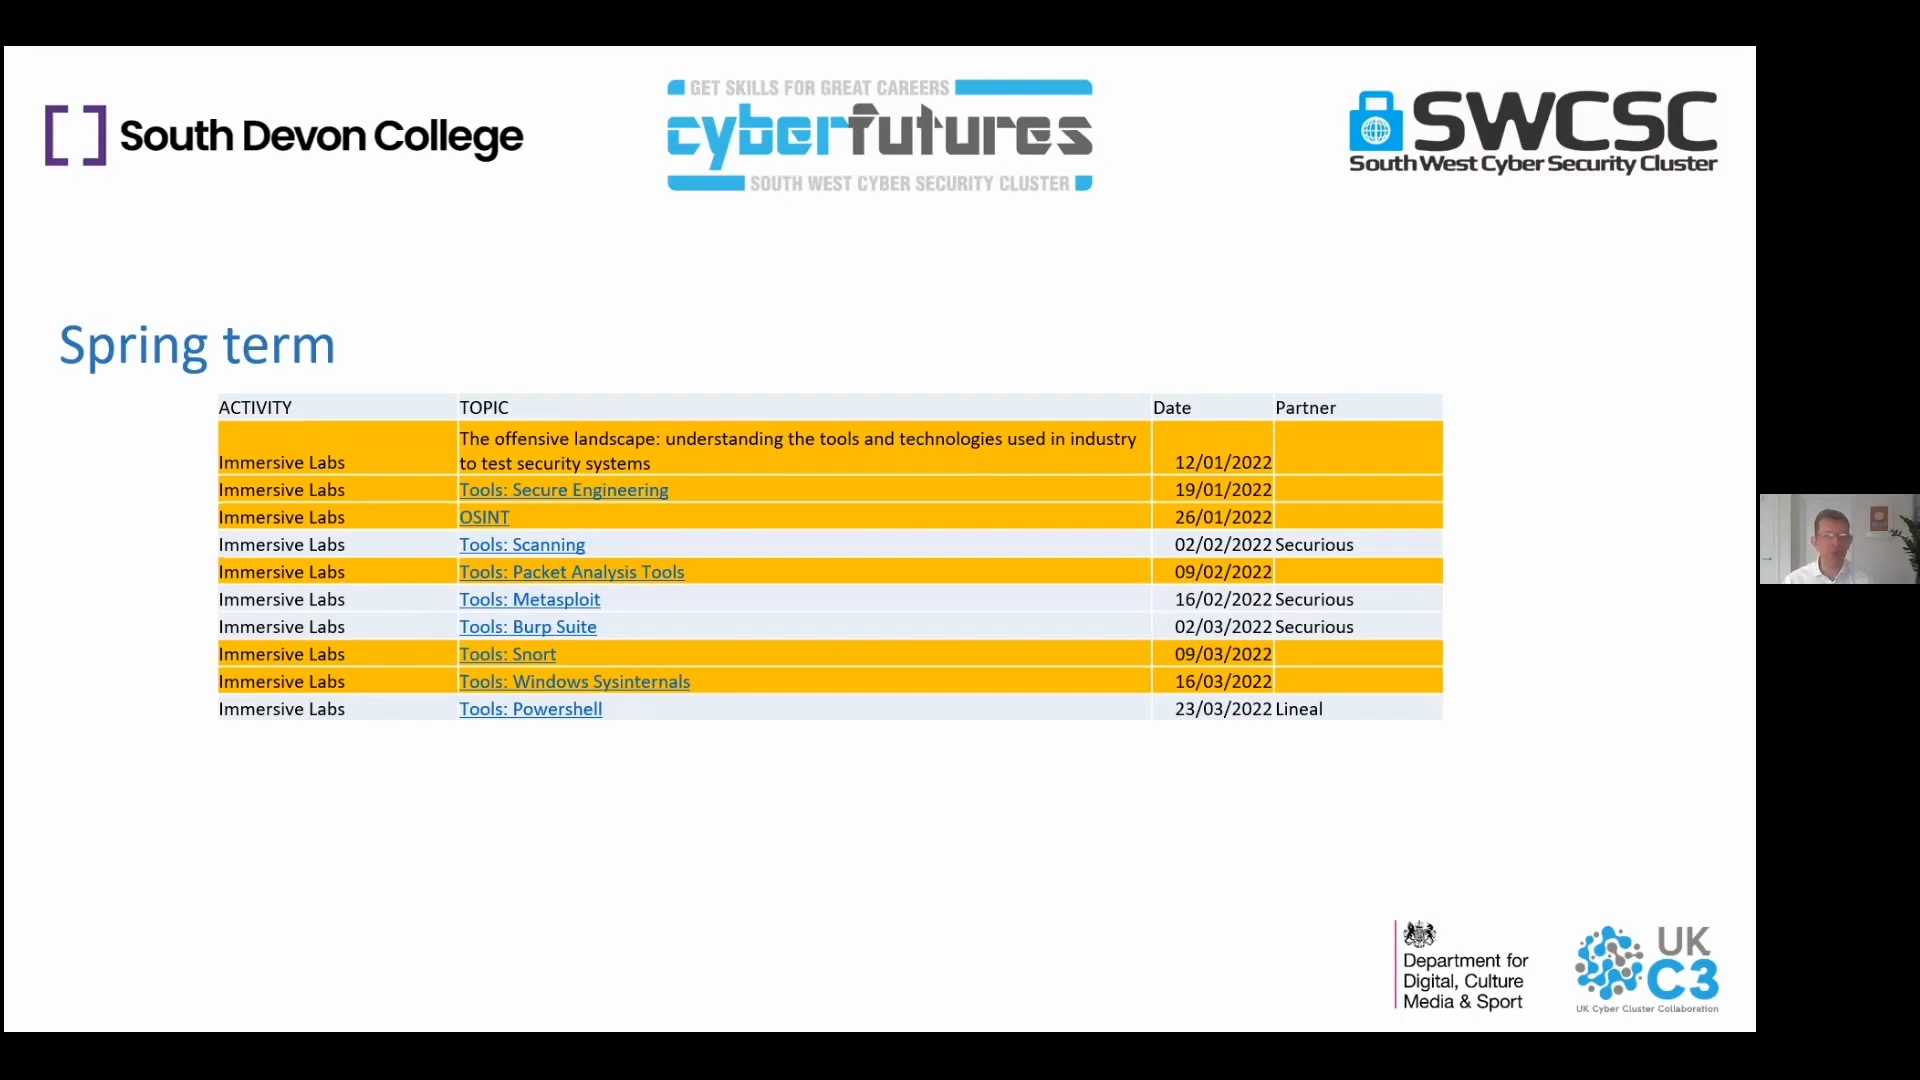 South Devon College
GET SKILLS FOR GREAT CAREERS
cyberfutures
SOUTH WEST CYBER SECURITY CLUSTER
SWCSC
South West Cyber Security Cluster
Spring term
ACTIVITY TOPIC Date Partner
The offensive landscape: understanding the tools and technologies used in industry
Immersive Labs to test security systems 12/01/2022
Immersive Labs Tools: Secure Engineering 19/01/2022
Immersive Labs OSINT 26/01/2022
Immersive Labs Tools: Scanning 02/02/2022 Securious
Immersive Labs Tools: Packet Analysis Tools 09/02/2022
Immersive Labs Tools: Metasploit 16/02/2022 Securious
Immersive Labs Tools: Burp Suite 02/03/2022 Securious
Immersive Labs Tools: Snort 09/03/2022
Immersive Labs Tools: Windows Sysinternals 16/03/2022
Immersive Labs Tools: Powershell 23/03/2022 Lineal
Department for
Digital, Culture
Media & Sport
UK
C3
UK Cyber Cluster Collaboration